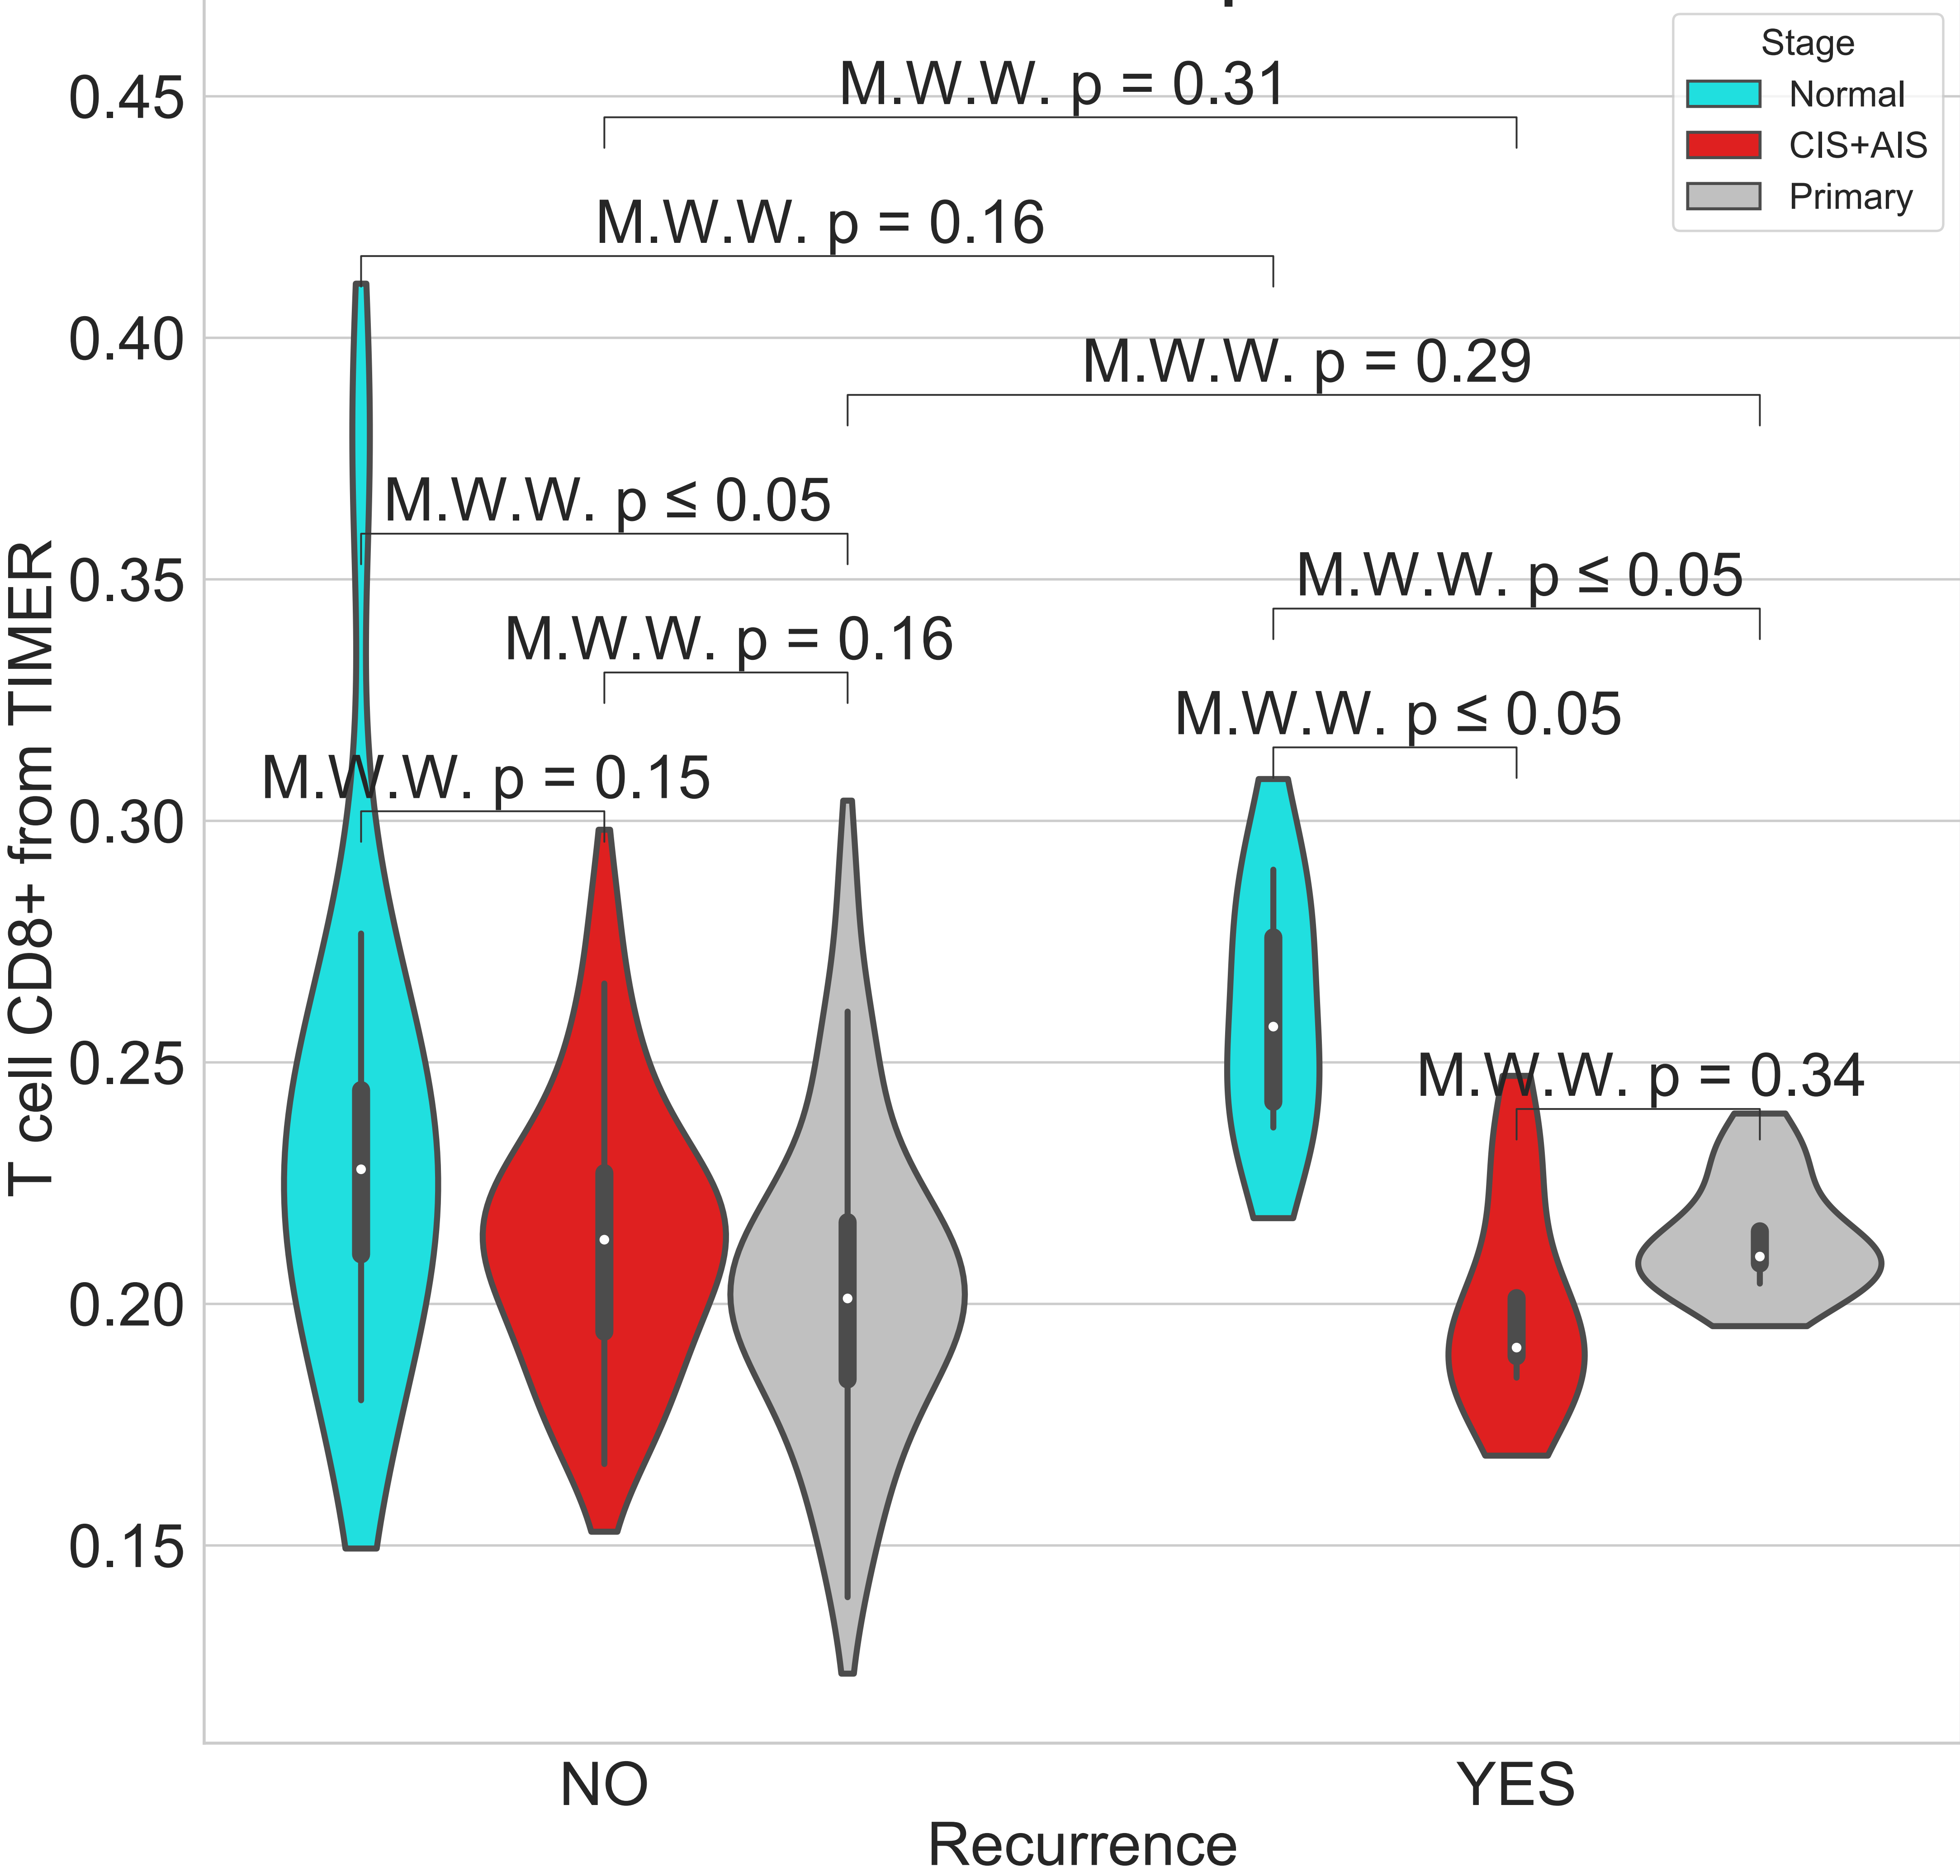 Stage
Normal
CIS+AIS
Primary
M.W.W. p = 0.31
M.W.W. p = 0.16
M.W.W. p = 0.29
M.W.W. p ≤ 0.05
M.W.W. p ≤ 0.05
M.W.W. p = 0.16
M.W.W. p ≤ 0.05
M.W.W. p = 0.15
M.W.W. p = 0.34
T cell CD8+ from TIMER
0.45
0.40
0.35
0.30
0.25
0.20
0.15
NO
YES
Recurrence